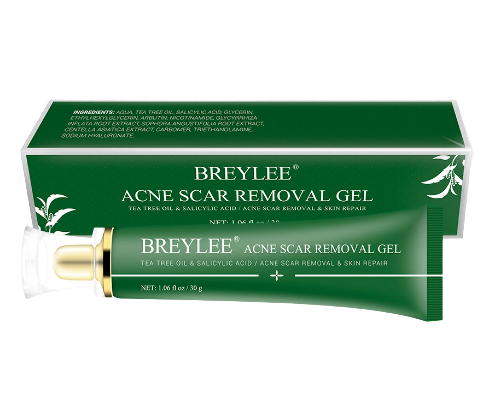 INGREDIENTS: AQUA, TEA TREE OIL, SALICYLIC ACID, GLYCERIN,
ETHYLHEXYLGLYCERIN, ARBUTIN, NICOTINAMIDE, GLYCYRRHIZA
INFLATA ROOT EXTRACT, SOPHORA ANGUSTIFOLIA ROOT EXTRACT,
CENTELLA ASIATICA EXTRACT, CARBOMER, TRIETHANOLAMINE,
SODIUM HYALURONATE.
BREYLEE®
ACNE SCAR REMOVAL GEL
TEA TREE OIL & SALICYLIC ACID / ACNE SCAR REMOVAL & SKIN REPAIR
NET: 1.06 fl oz / 30
BREYLEE® ACNE SCAR REMOVAL GEL
TEA TREE OIL & SALICYLIC ACID / ACNE SCAR REMOVAL & SKIN REPAIR
NET: 1.06 fl oz / 30 g